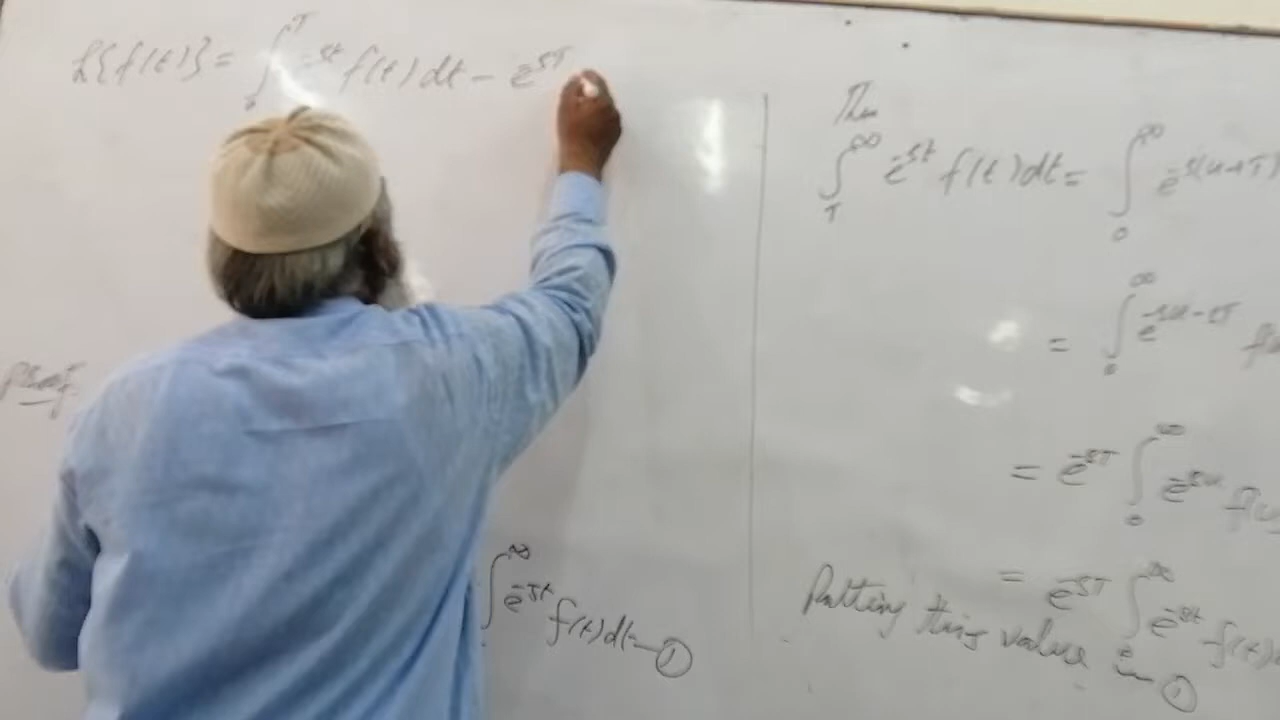 L{f(t)} = ∫₀ᵀ e⁻ˢᵗ f(t) dt − e⁻ˢᵀ
Proof
∫^∞ e⁻ˢᵗ f(t) dt — ①
Then
∫_T^∞ e⁻ˢᵗ f(t) dt = ∫₀^∞ e^{-s(u+T)}
= ∫₀^∞ e^{-su-sT}
= e^{-sT} ∫₀^∞ e^{-su} f(u)
= e^{-sT} ∫₀^∞ e^{-st} f(t)
Putting this value in ①